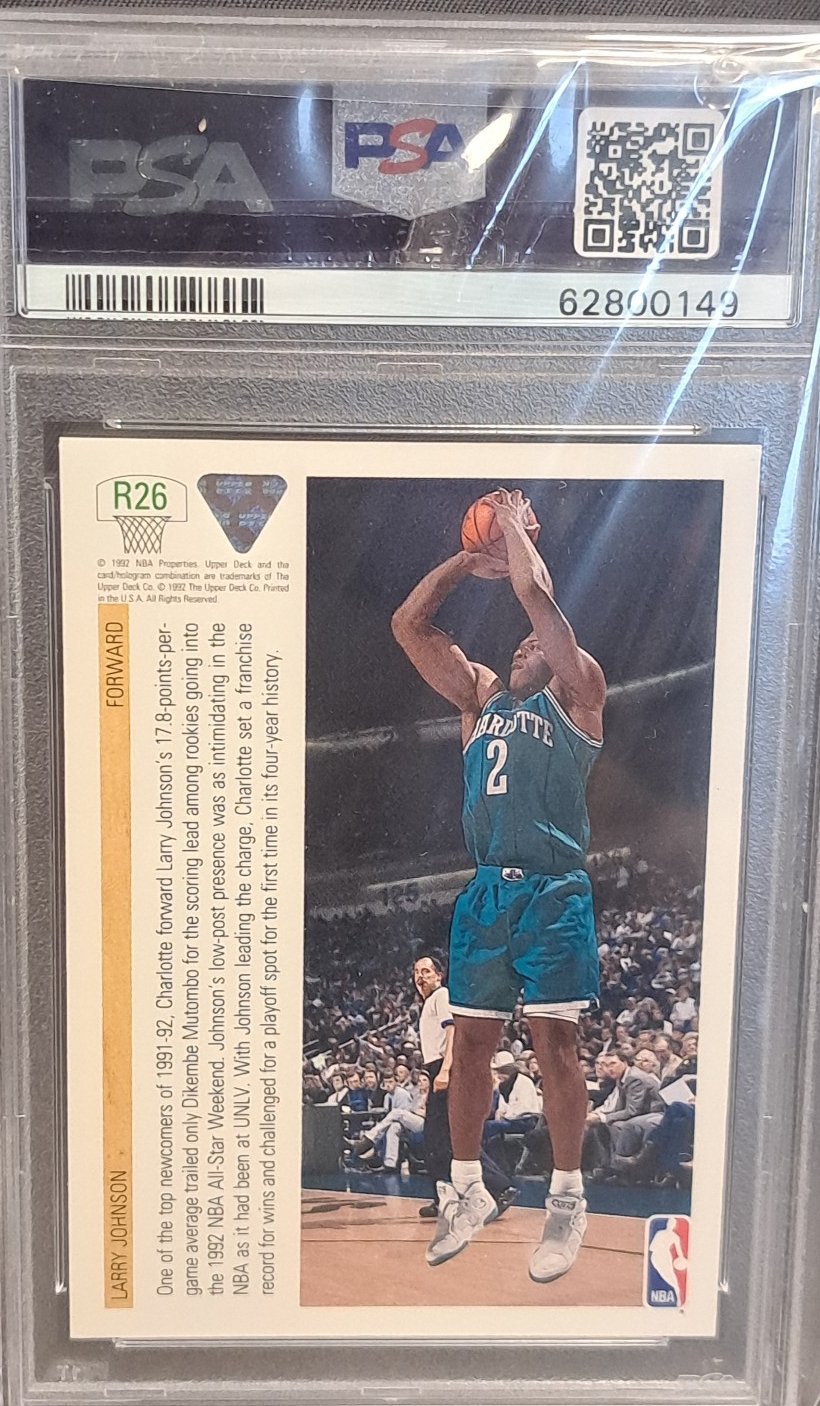 PSA
PSA
62800149
R26
UPPER
DECK
© 1992 NBA Properties. Upper Deck and the
card/hologram combination are trademarks of The
Upper Deck Co. © 1992 The Upper Deck Co. Printed
in the U.S.A. All Rights Reserved.
LARRY JOHNSON FORWARD
One of the top newcomers of 1991-92, Charlotte forward Larry Johnson's 17.8-points-per-
game average trailed only Dikembe Mutombo for the scoring lead among rookies going into
the 1992 NBA All-Star Weekend. Johnson's low-post presence was as intimidating in the
NBA as it had been at UNLV. With Johnson leading the charge, Charlotte set a franchise
record for wins and challenged for a playoff spot for the first time in its four-year history.
2
NBA